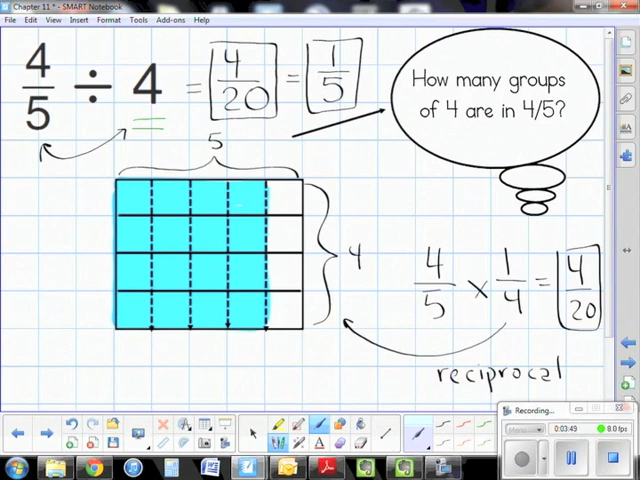 Chapter 11 * - SMART Notebook
File Edit View Insert Format Tools Add-ons Help
4/5 ÷ 4 = 4/20 = 1/5
How many groups
of 4 are in 4/5?
5
4
4/5 x 1/4 = 4/20
reciprocal
Recording...
Menu
0:03:49
8.0 fps